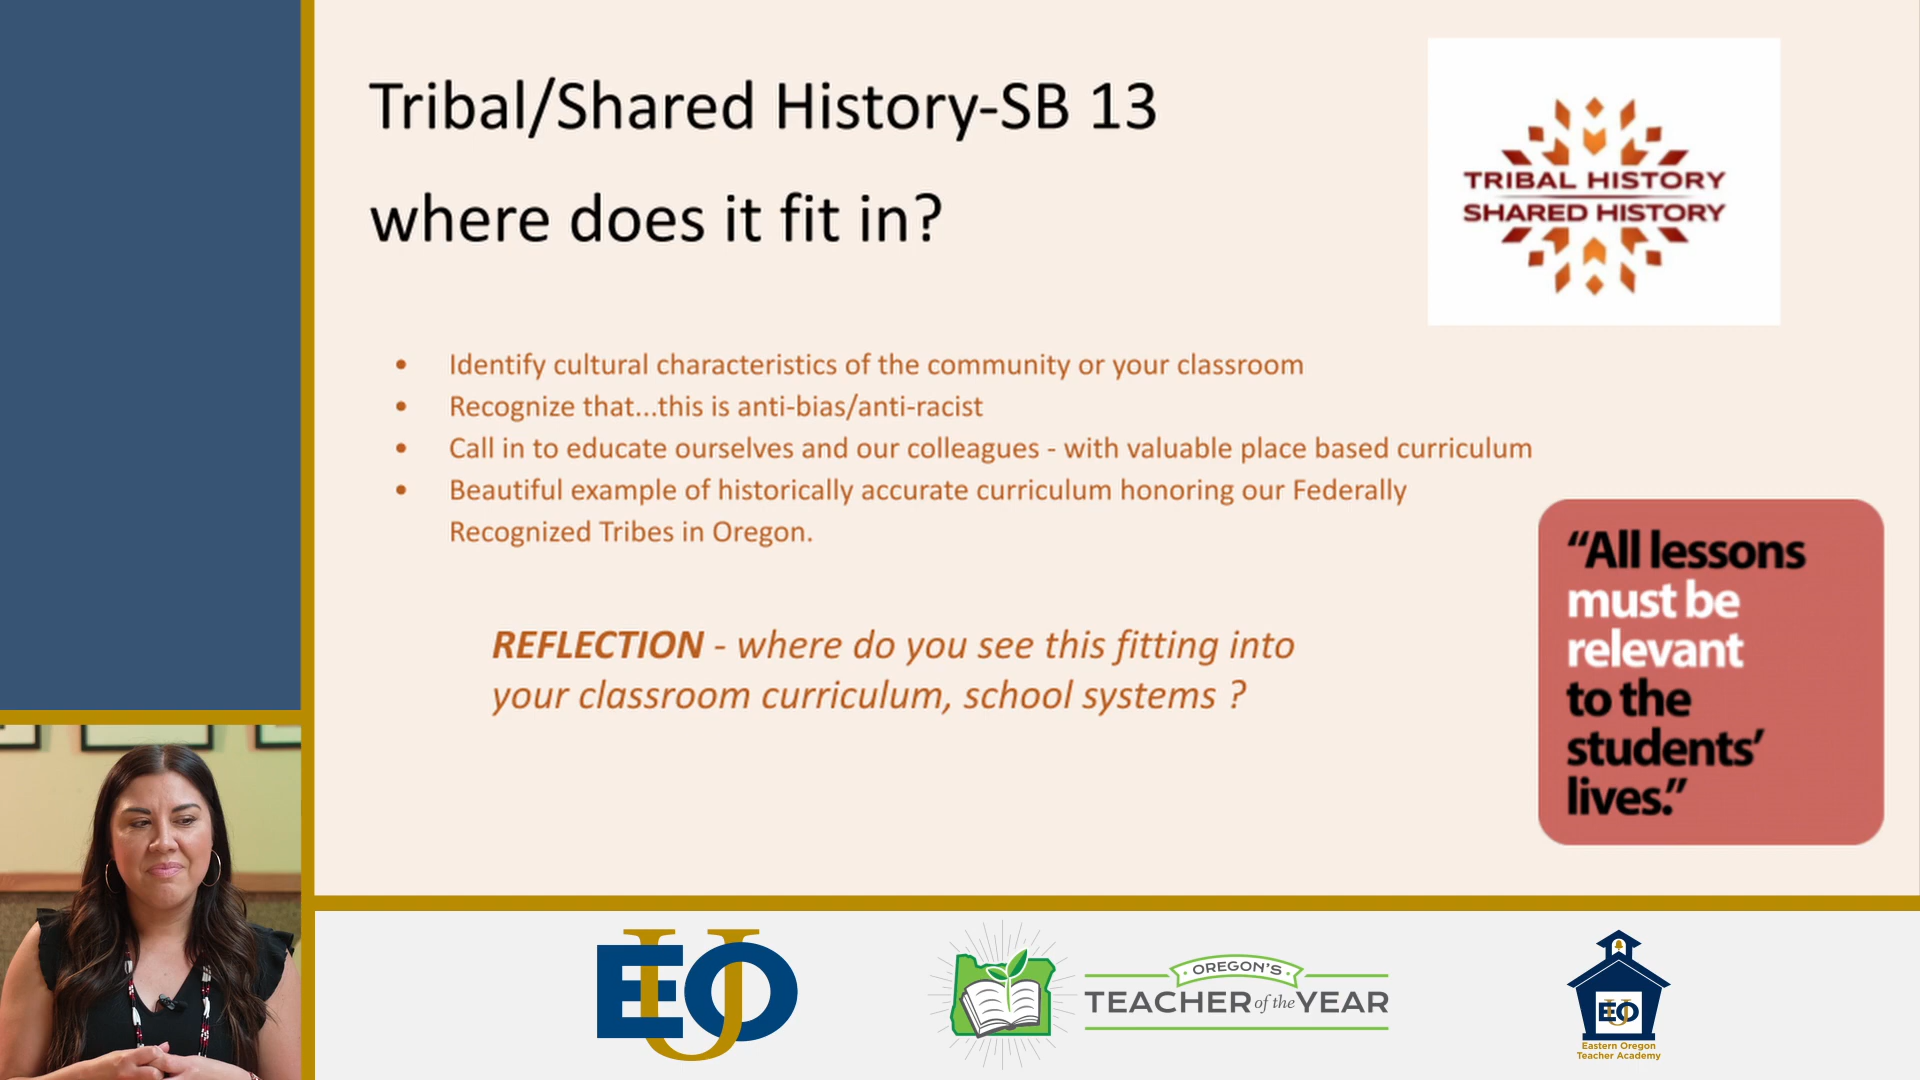 Tribal/Shared History-SB 13
where does it fit in?
TRIBAL HISTORY
SHARED HISTORY
• Identify cultural characteristics of the community or your classroom
• Recognize that...this is anti-bias/anti-racist
• Call in to educate ourselves and our colleagues - with valuable place based curriculum
• Beautiful example of historically accurate curriculum honoring our Federally
Recognized Tribes in Oregon.
REFLECTION - where do you see this fitting into
your classroom curriculum, school systems ?
“All lessons
must be
relevant
to the
students’
lives.”
EOU
OREGON'S
TEACHER of the YEAR
EOU
Eastern Oregon
Teacher Academy